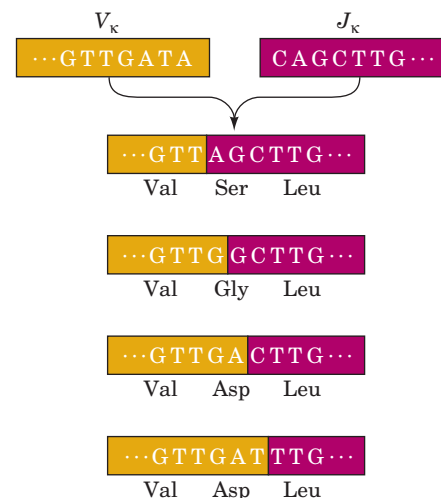 Vκ Jκ
···GTTGATA CAGCTTG···
···GTTAGCTTG···
Val Ser Leu
···GTTGGCTTG···
Val Gly Leu
···GTTGACTTG···
Val Asp Leu
···GTTGATTTG···
Val Asp Leu